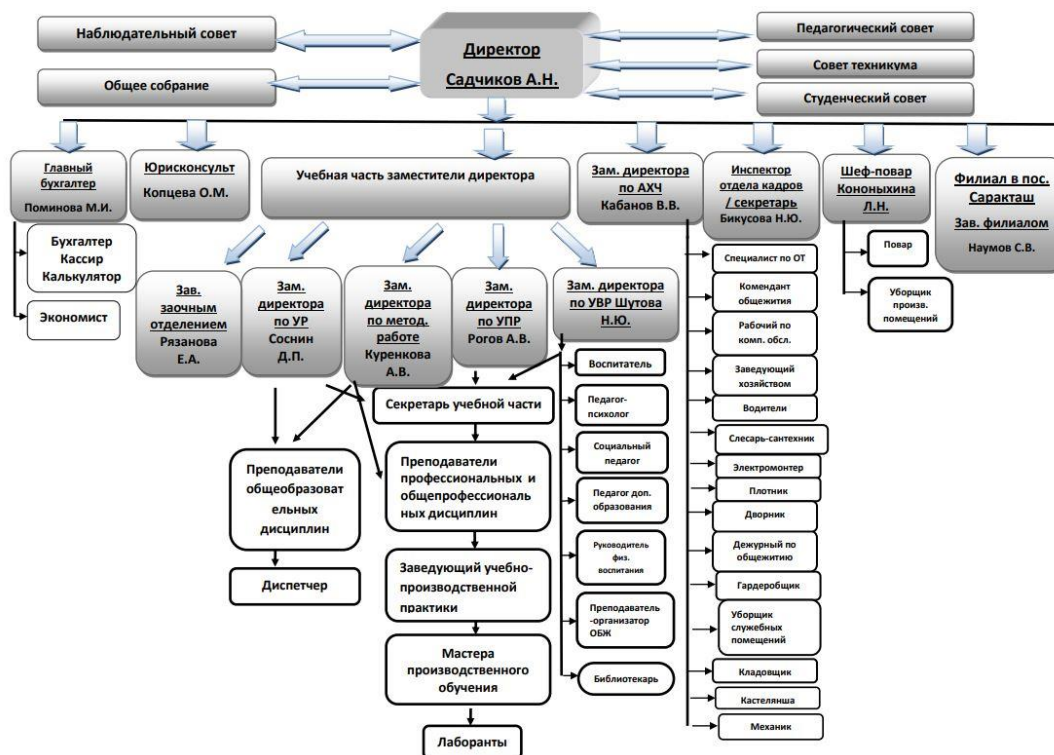 Наблюдательный совет
Общее собрание
Директор
Садчиков А.Н.
Педагогический совет
Совет техникума
Студенческий совет
Главный
бухгалтер
Поминова М.И.
Юрисконсульт
Копцева О.М.
Учебная часть заместители директора
Зам. директора
по АХЧ
Кабанов В.В.
Инспектор
отдела кадров
/ секретарь
Бикусова Н.Ю.
Шеф-повар
Кононыхина
Л.Н.
Филиал в пос.
Саракташ
Зав. филиалом
Наумов С.В.
Бухгалтер
Кассир
Калькулятор
Экономист
Зав.
заочным
отделением
Рязанова
Е.А.
Зам.
директора
по УР
Соснин
Д.П.
Зам.
директора
по метод.
работе
Куренкова
А.В.
Зам.
директора
по УПР
Рогов А.В.
Зам. директора
по УВР Шутова
Н.Ю.
Секретарь учебной части
Преподаватели
общеобразоват
ельных
дисциплин
Диспетчер
Преподаватели
профессиональных и
общепрофессиональ
ных дисциплин
Заведующий учебно-
производственной
практики
Мастера
производственного
обучения
Лаборанты
Воспитатель
Педагог-
психолог
Социальный
педагог
Педагог доп.
образования
Руководитель
физ.
воспитания
Преподаватель
-организатор
ОБЖ
Библиотекарь
Специалист по ОТ
Комендант
общежития
Рабочий по
комп. обсл.
Заведующий
хозяйством
Водители
Слесарь-сантехник
Электромонтер
Плотник
Дворник
Дежурный по
общежитию
Гардеробщик
Уборщик
служебных
помещений
Кладовщик
Кастелянша
Механик
Повар
Уборщик
произв.
помещений